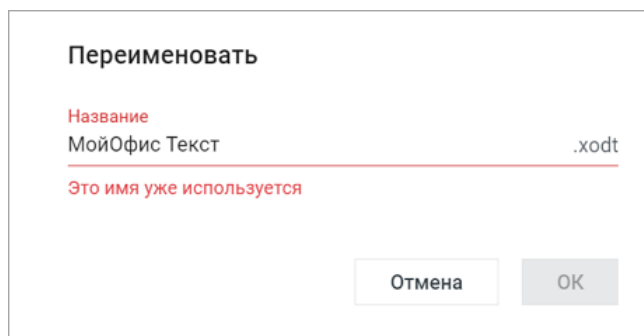 Переименовать
Название
МойОфис Текст .xodt
Это имя уже используется
Отмена ОК